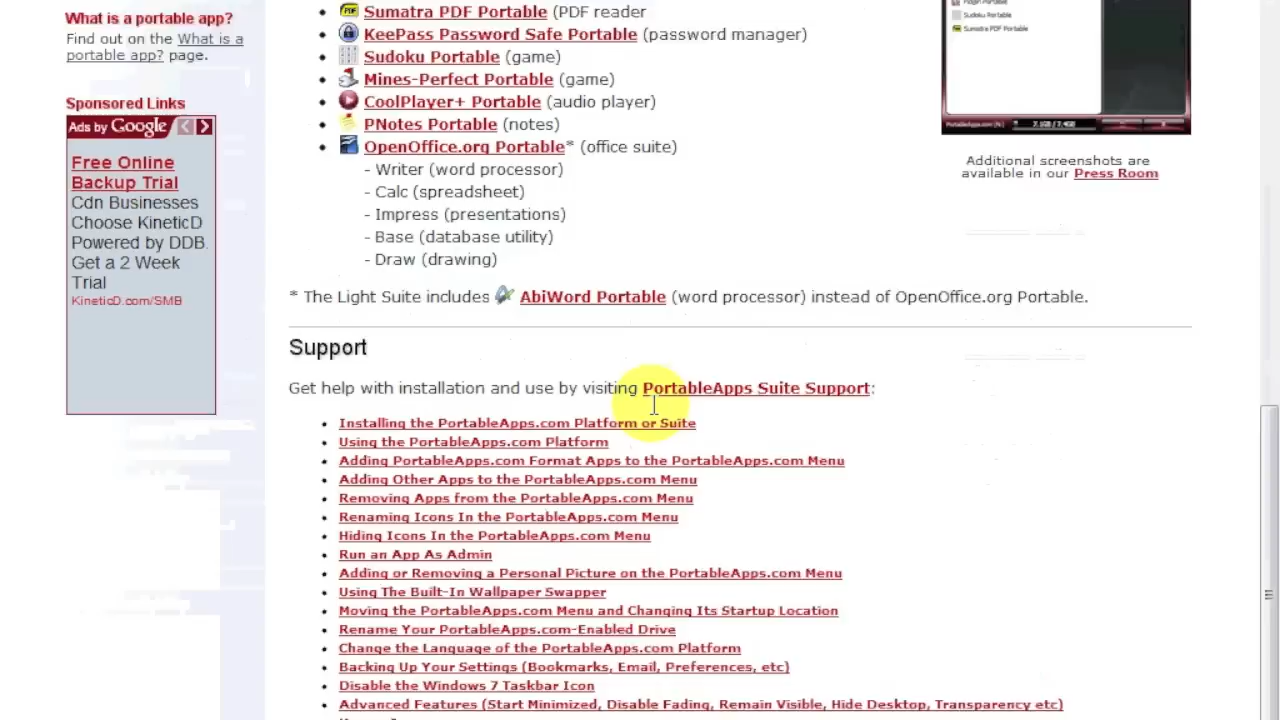 What is a portable app?
Find out on the What is a
portable app? page.
Sponsored Links
Ads by Google
Free Online
Backup Trial
Cdn Businesses
Choose KineticD
Powered by DDB.
Get a 2 Week
Trial
KineticD.com/SMB
Sumatra PDF Portable (PDF reader
KeePass Password Safe Portable (password manager)
Sudoku Portable (game)
Mines-Perfect Portable (game)
CoolPlayer+ Portable (audio player)
PNotes Portable (notes)
OpenOffice.org Portable* (office suite)
- Writer (word processor)
- Calc (spreadsheet)
- Impress (presentations)
- Base (database utility)
- Draw (drawing)
* The Light Suite includes AbiWord Portable (word processor) instead of OpenOffice.org Portable.
Sudoku Portable
Sumatra PDF Portable
Additional screenshots are
available in our Press Room
Support
Get help with installation and use by visiting PortableApps Suite Support:
Installing the PortableApps.com Platform or Suite
Using the PortableApps.com Platform
Adding PortableApps.com Format Apps to the PortableApps.com Menu
Adding Other Apps to the PortableApps.com Menu
Removing Apps from the PortableApps.com Menu
Renaming Icons In the PortableApps.com Menu
Hiding Icons In the PortableApps.com Menu
Run an App As Admin
Adding or Removing a Personal Picture on the PortableApps.com Menu
Using The Built-In Wallpaper Swapper
Moving the PortableApps.com Menu and Changing Its Startup Location
Rename Your PortableApps.com-Enabled Drive
Change the Language of the PortableApps.com Platform
Backing Up Your Settings (Bookmarks, Email, Preferences, etc)
Disable the Windows 7 Taskbar Icon
Advanced Features (Start Minimized, Disable Fading, Remain Visible, Hide Desktop, Transparency etc)